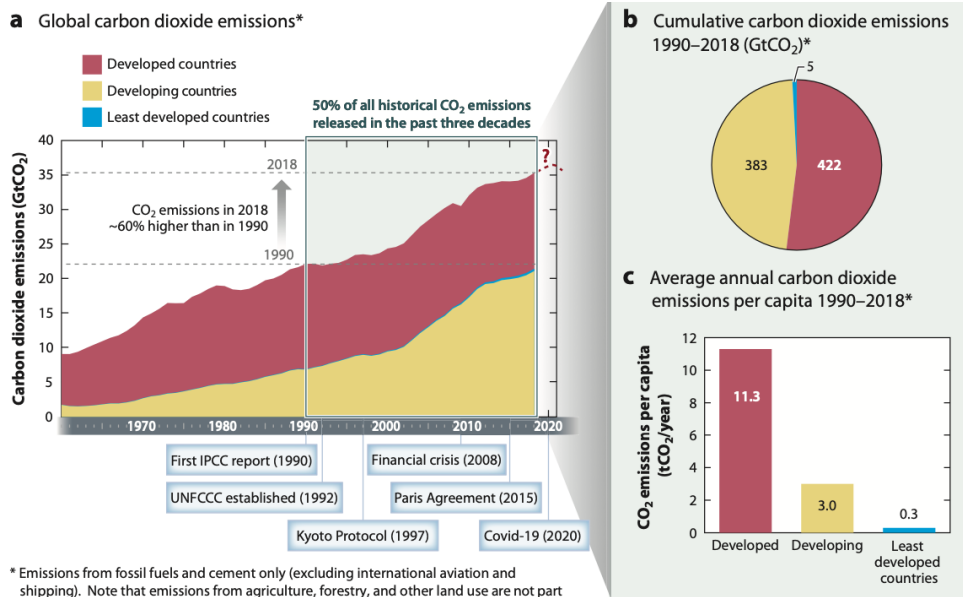 a Global carbon dioxide emissions*
Developed countries
Developing countries
Least developed countries
50% of all historical CO₂ emissions
released in the past three decades
Carbon dioxide emissions (GtCO₂)
40
35
30
25
20
15
10
5
0
2018
?
CO₂ emissions in 2018
~60% higher than in 1990
1990
1970
1980
1990
2000
2010
2020
First IPCC report (1990)
Financial crisis (2008)
UNFCCC established (1992)
Paris Agreement (2015)
Kyoto Protocol (1997)
Covid-19 (2020)
* Emissions from fossil fuels and cement only (excluding international aviation and
shipping). Note that emissions from agriculture, forestry, and other land use are not part
b Cumulative carbon dioxide emissions
1990–2018 (GtCO₂)*
5
383
422
c Average annual carbon dioxide
emissions per capita 1990–2018*
CO₂ emissions per capita
(tCO₂/year)
12
10
8
6
4
2
0
11.3
3.0
0.3
Developed
Developing
Least
developed
countries